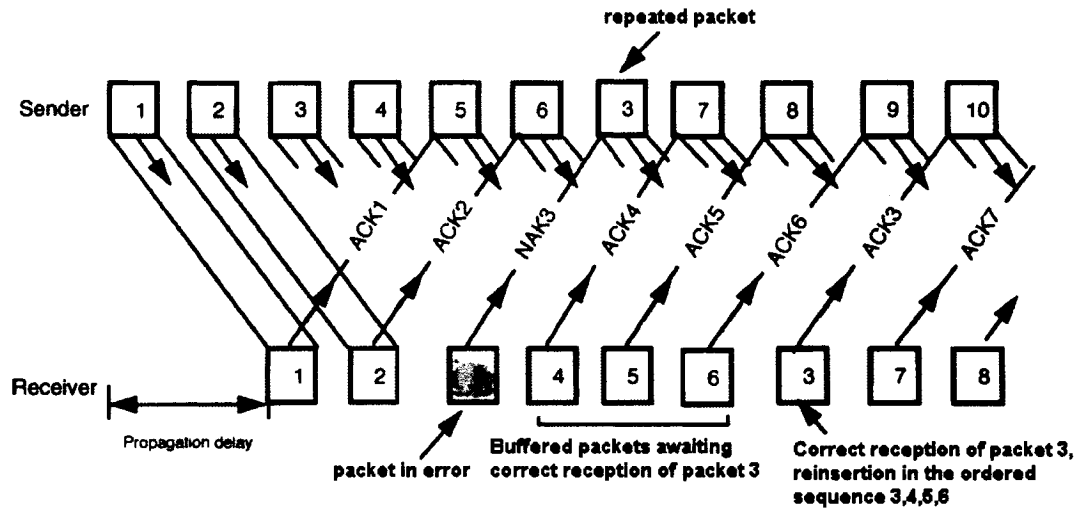 repeated packet
Sender 1 2 3 4 5 6 3 7 8 9 10
ACK1 ACK2 NAK3 ACK4 ACK5 ACK6 ACK3 ACK7
Receiver 1 2 4 5 6 3 7 8
Propagation delay
packet in error
Buffered packets awaiting
correct reception of packet 3
Correct reception of packet 3,
reinsertion in the ordered
sequence 3,4,5,6